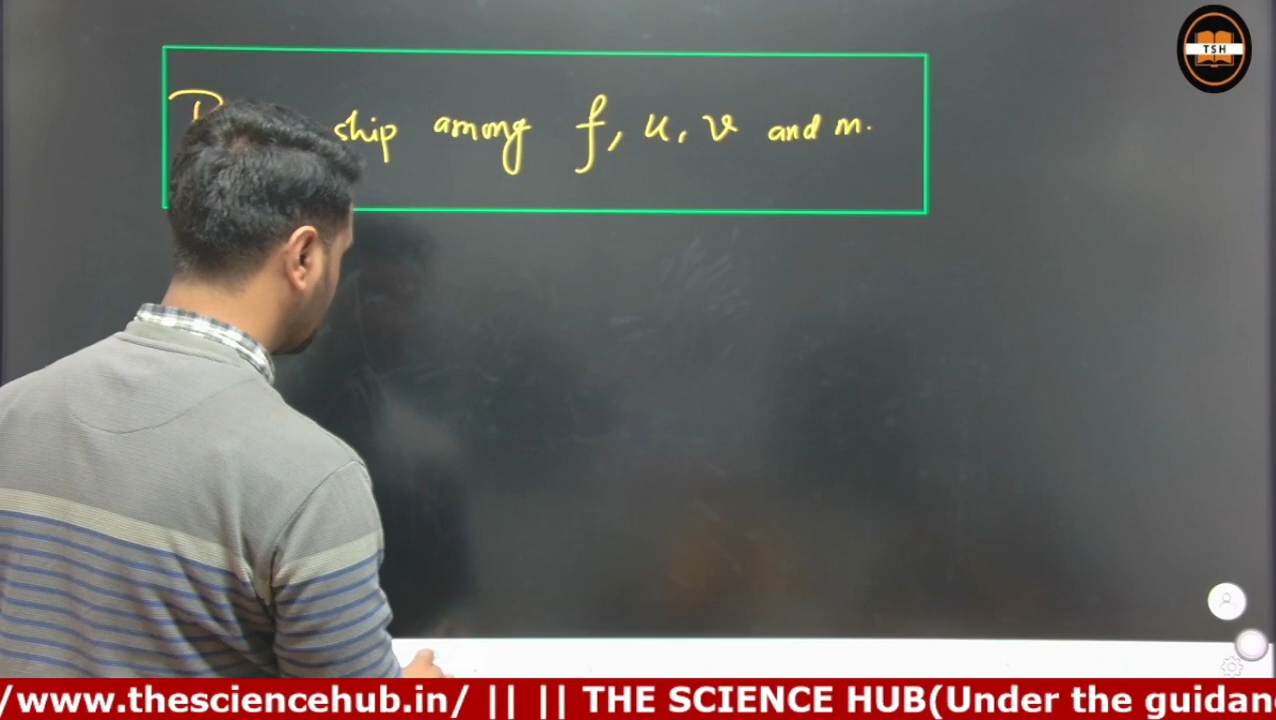 TSH
ship among f, u, v and m.
/www.thesciencehub.in/ || || THE SCIENCE HUB(Under the guidan